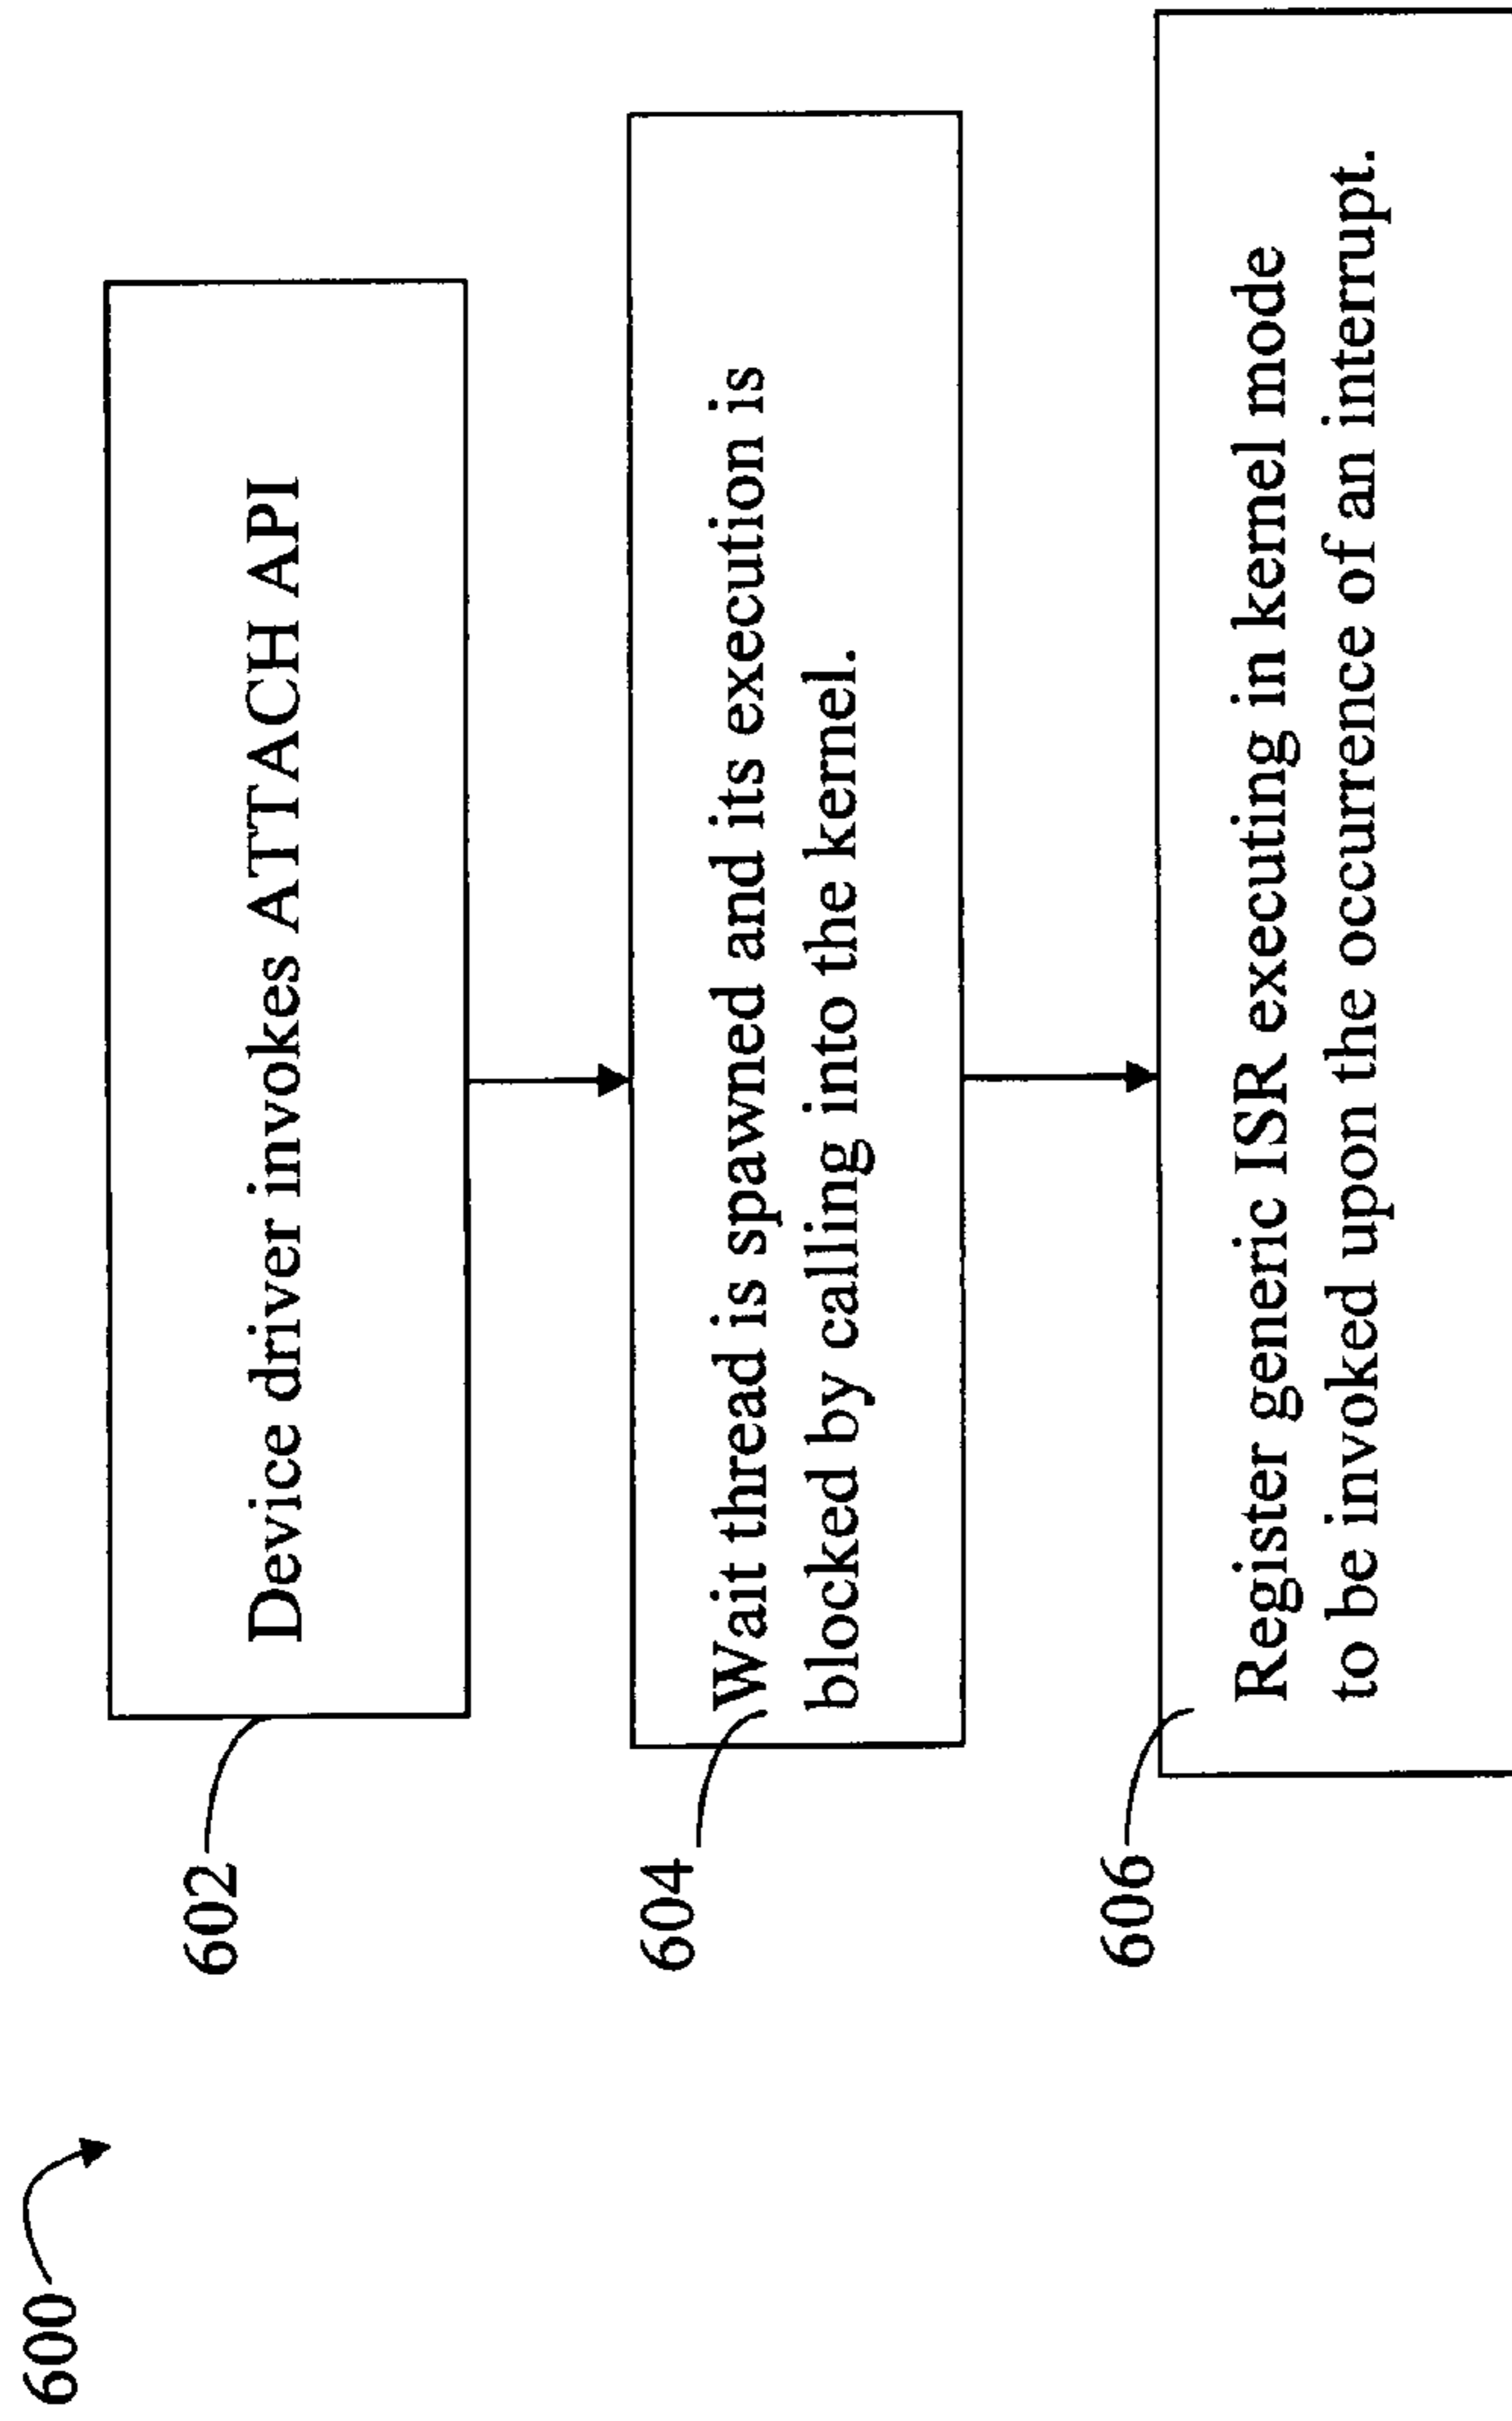 600
602
Device driver invokes ATTACH API
604
Wait thread is spawned and its execution is
blocked by calling into the kernel.
606
Register generic ISR executing in kernel mode
to be invoked upon the occurrence of an interrupt.